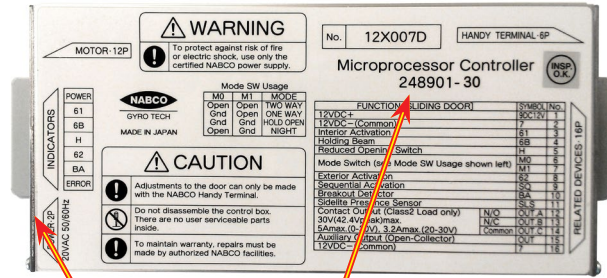 MOTOR·12P
WARNING
To protect against risk of fire
or electric shock, use only the
certified NABCO power supply.
No. 12X007D
HANDY TERMINAL·6P
Microprocessor Controller
248901-30
INSP.
O.K.
INDICATORS
POWER
61
6B
H
62
BA
ERROR
NABCO
GYRO TECH
MADE IN JAPAN
Mode SW Usage
M0 M1 MODE
Open Open TWO WAY
Gnd Open ONE WAY
Gnd Gnd HOLD OPEN
Open Gnd NIGHT
CAUTION
Adjustments to the door can only be made
with the NABCO Handy Terminal.
Do not disassemble the control box.
There are no user serviceable parts
inside.
To maintain warranty, repairs must be
made by authorized NABCO facilities.
20VAC 50/60Hz
FUNCTION [SLIDING DOOR] SYMBOL No.
12VDC+ 90C12V 1
12VDC-(Common) 7 2
Interior Activation 61 3
Holding Beam 6B 4
Reduced Opening Switch H 5
Mode Switch (see Mode SW Usage shown left) M0 6
M1 7
Exterior Activation 62 8
Sequential Activation SQ 9
Breakout Detector BA 10
Sidelite Presence Sensor SLS 11
Contact Output (Class2 Load only) N/O OUT.A 12
30V(42.4Vpeak)max. N/C OUT.B 13
5Amax.(0-20V), 3.2Amax.(20-30V) Common OUT.C 14
Auxiliary Output (Open-Collector) OUT 15
12VDC-(Common) 7 16
RELATED DEVICES·16P